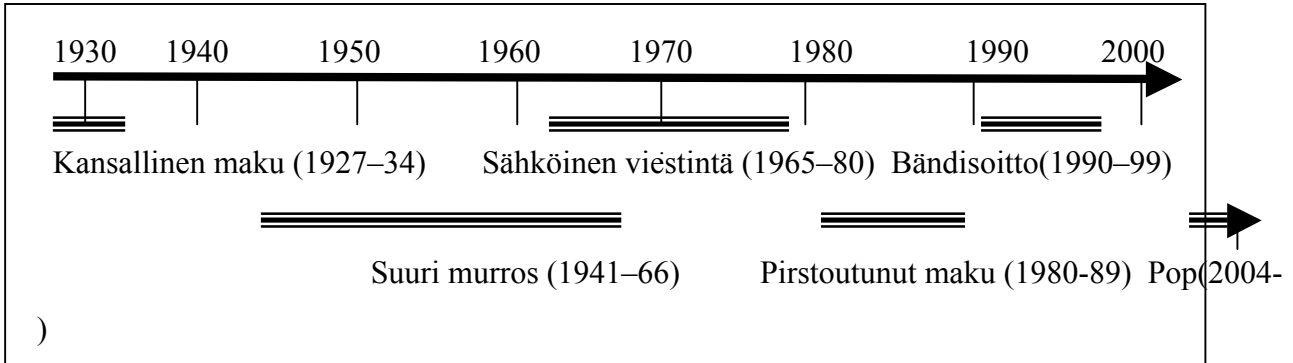 1930 1940 1950 1960 1970 1980 1990 2000
Kansallinen maku (1927–34) Sähköinen viestintä (1965–80) Bändisoitto(1990–99)
Suuri murros (1941–66) Pirstoutunut maku (1980-89) Pop(2004-
)